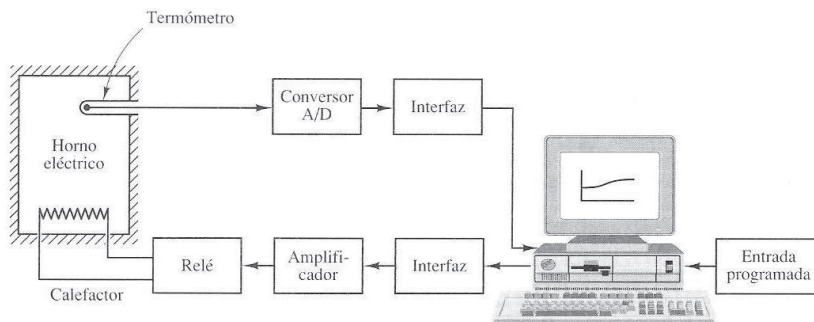 Termómetro
Conversor
A/D
Interfaz
Horno
eléctrico
Relé
Amplifi-
cador
Interfaz
Entrada
programada
Calefactor